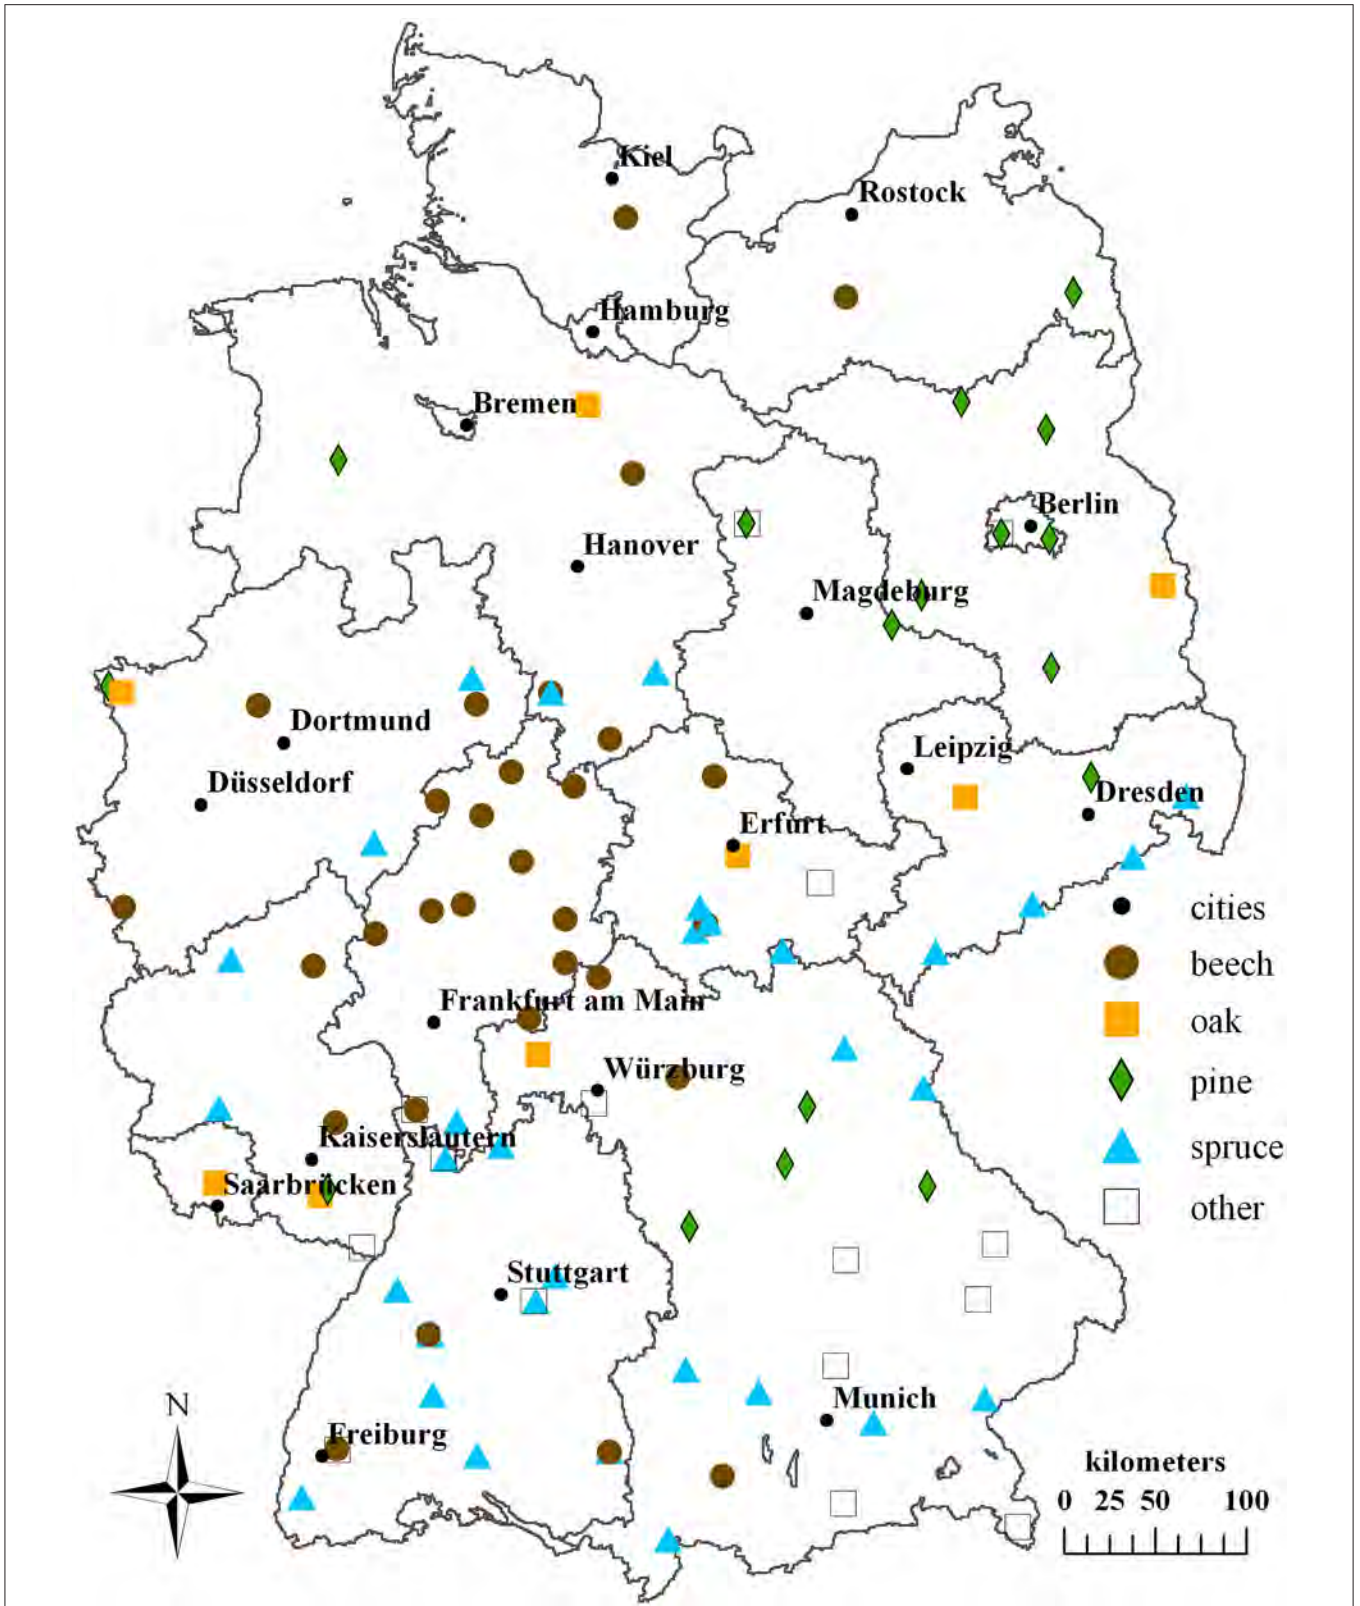 Kiel
Rostock
Hamburg
Bremen
Berlin
Hanover
Magdeburg
Dortmund
Leipzig
Düsseldorf
Dresden
Erfurt
cities
beech
Frankfurt am Main
oak
Würzburg
pine
Kaiserslautern
spruce
Saarbrücken
other
Stuttgart
Munich
N
Freiburg
kilometers
0 25 50 100